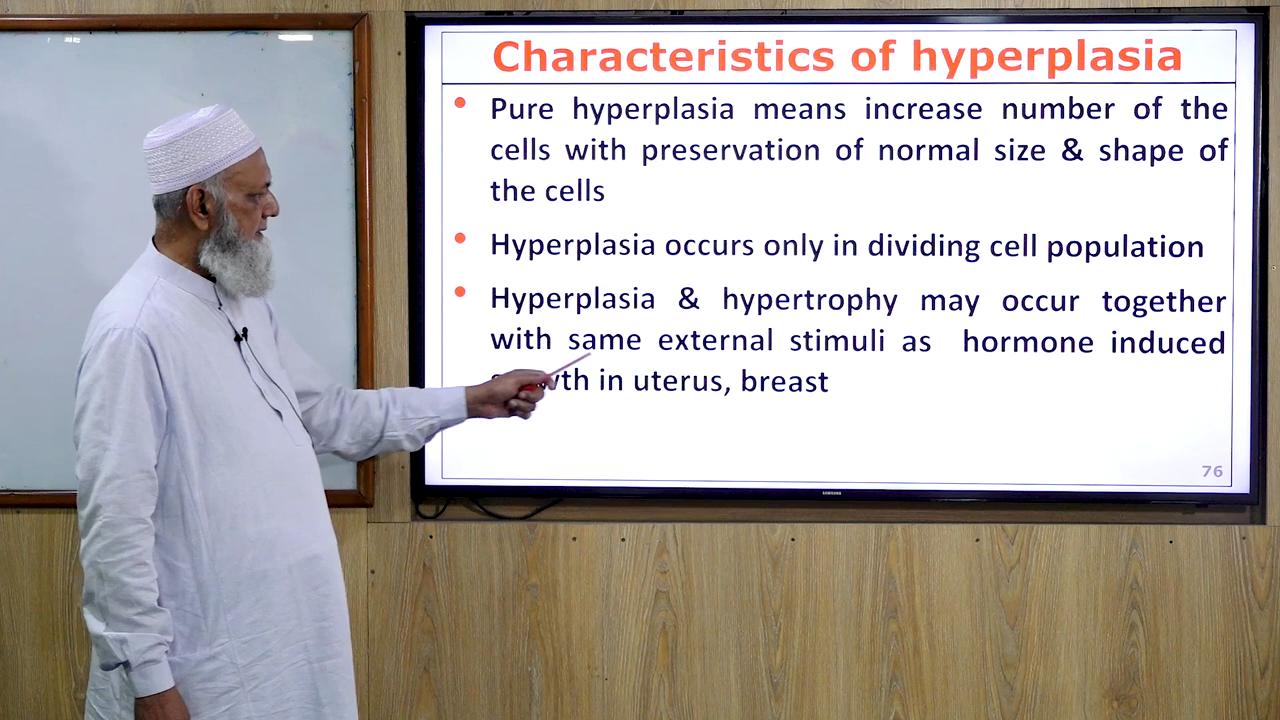 Characteristics of hyperplasia
• Pure hyperplasia means increase number of the
cells with preservation of normal size & shape of
the cells
• Hyperplasia occurs only in dividing cell population
• Hyperplasia & hypertrophy may occur together
with same external stimuli as hormone induced
in uterus, breast
76
SAMSUNG